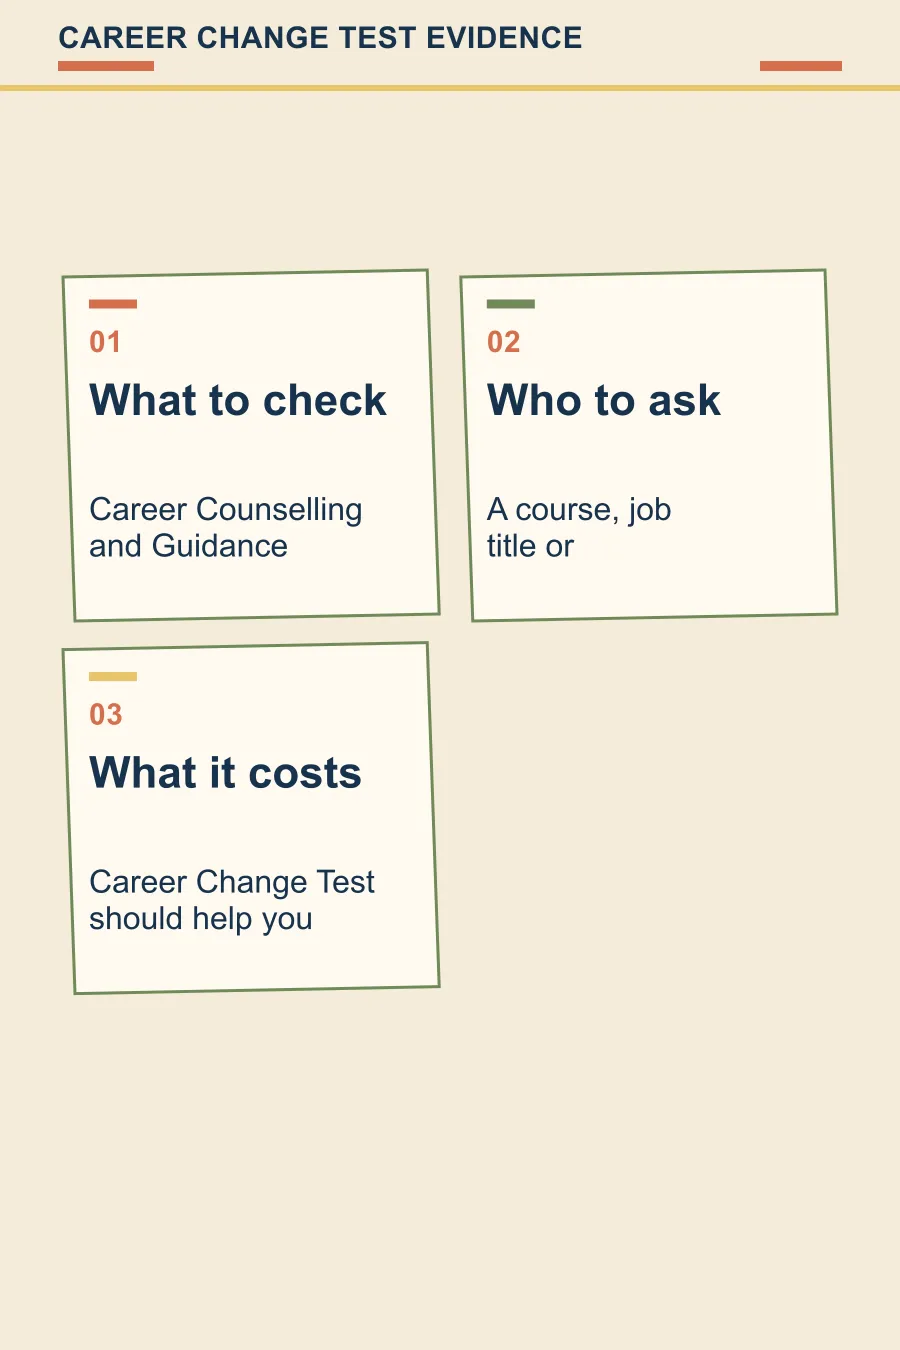 CAREER CHANGE TEST EVIDENCE
01
What to check
Career Counselling
and Guidance
02
Who to ask
A course, job
title or
03
What it costs
Career Change Test
should help you